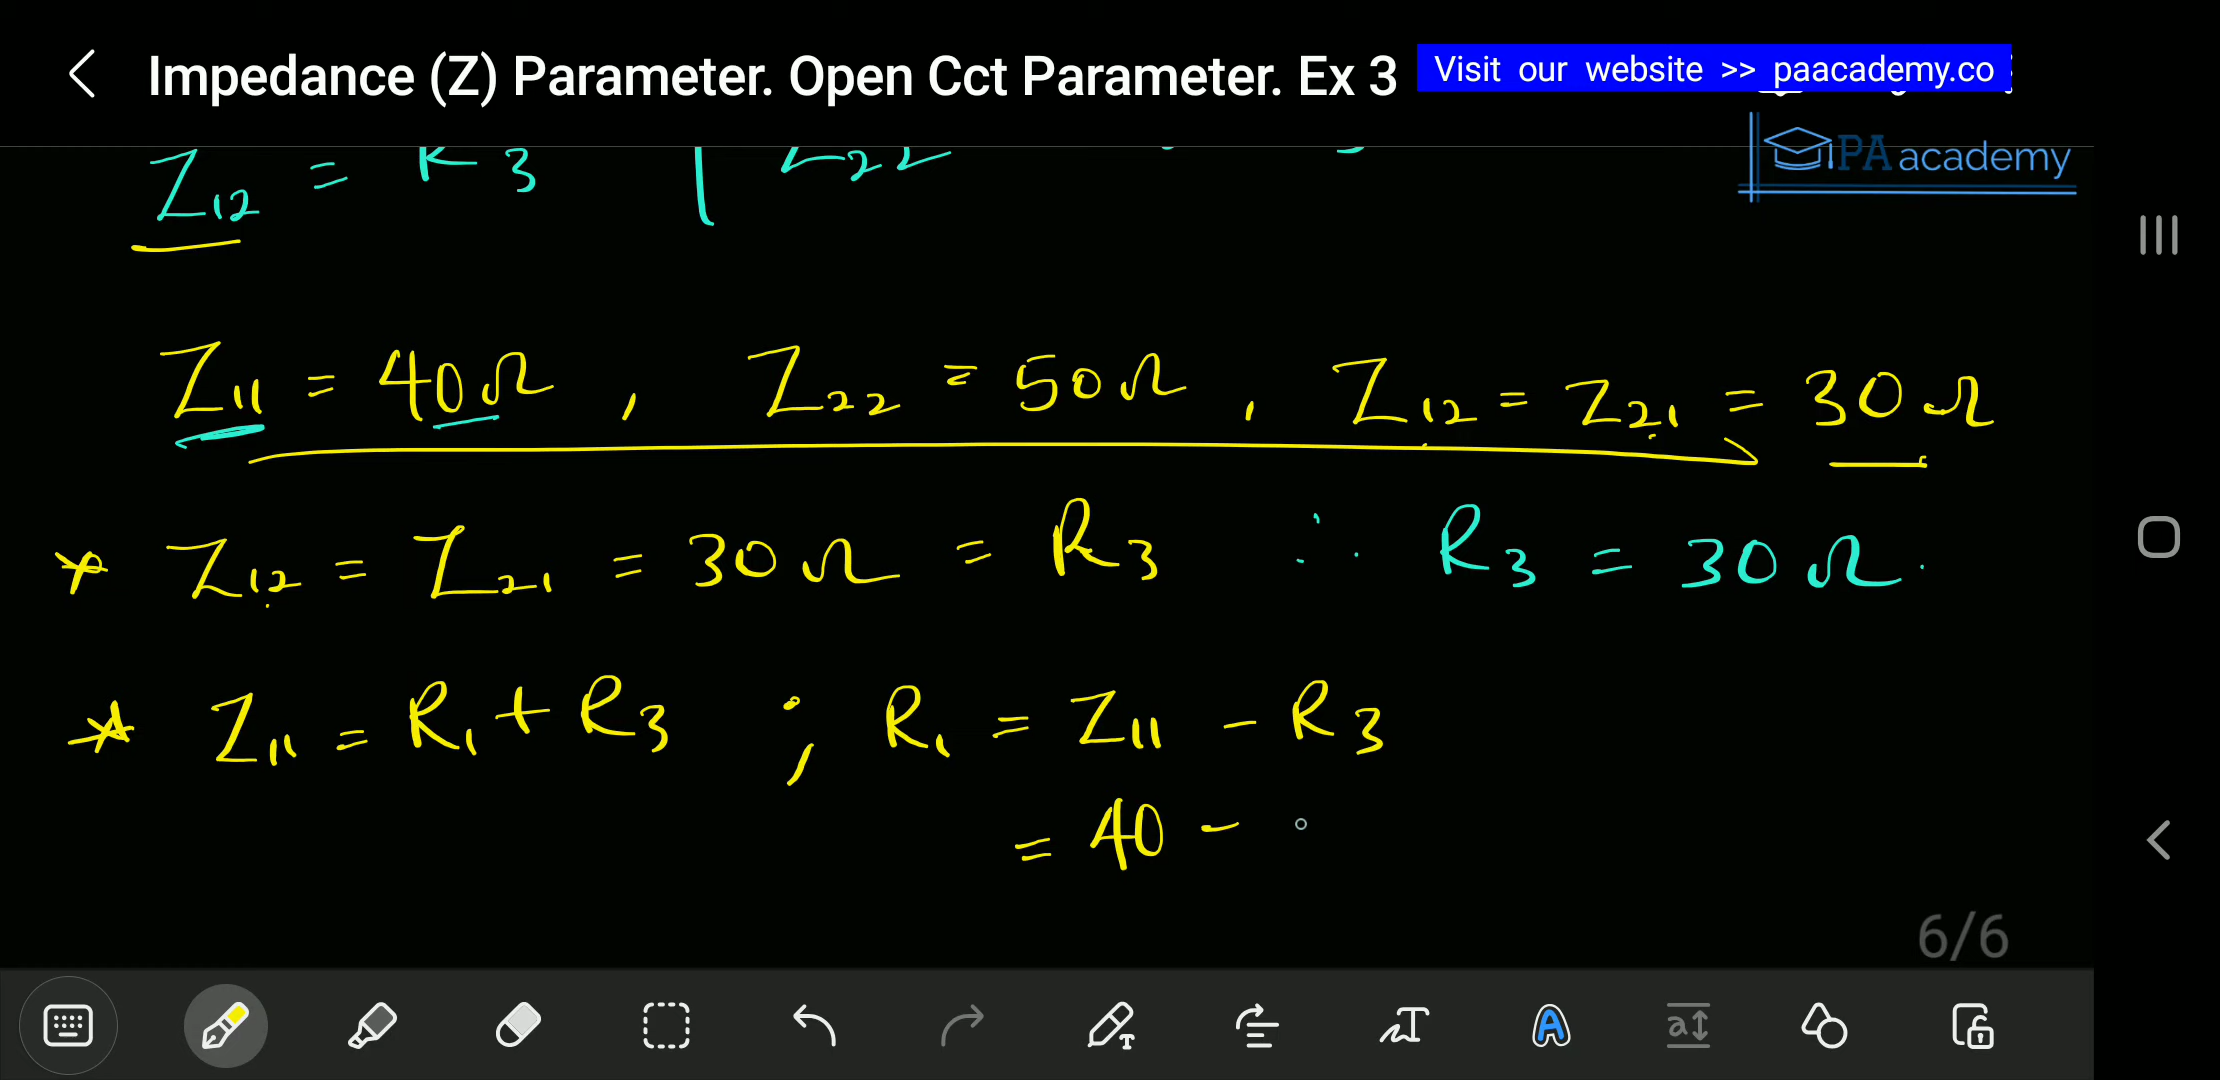 Impedance (Z) Parameter. Open Cct Parameter. Ex 3
Visit our website >> paacademy.co
PA academy
Z12 = R3 | Z22
Z11 = 40Ω , Z22 = 50Ω , Z12 = Z21 = 30Ω
* Z12 = Z21 = 30Ω = R3 ∴ R3 = 30Ω.
* Z11 = R1 + R3 ; R1 = Z11 - R3
= 40 -
6/6